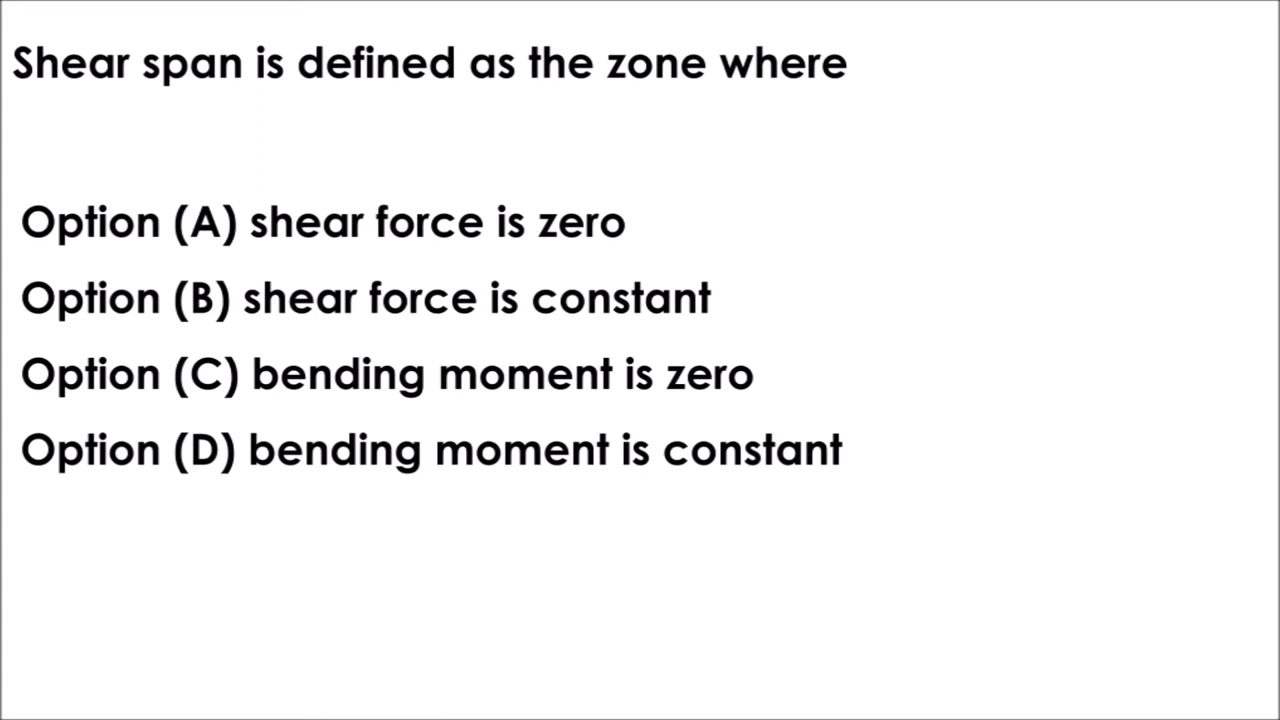 Shear span is defined as the zone where
Option (A) shear force is zero
Option (B) shear force is constant
Option (C) bending moment is zero
Option (D) bending moment is constant